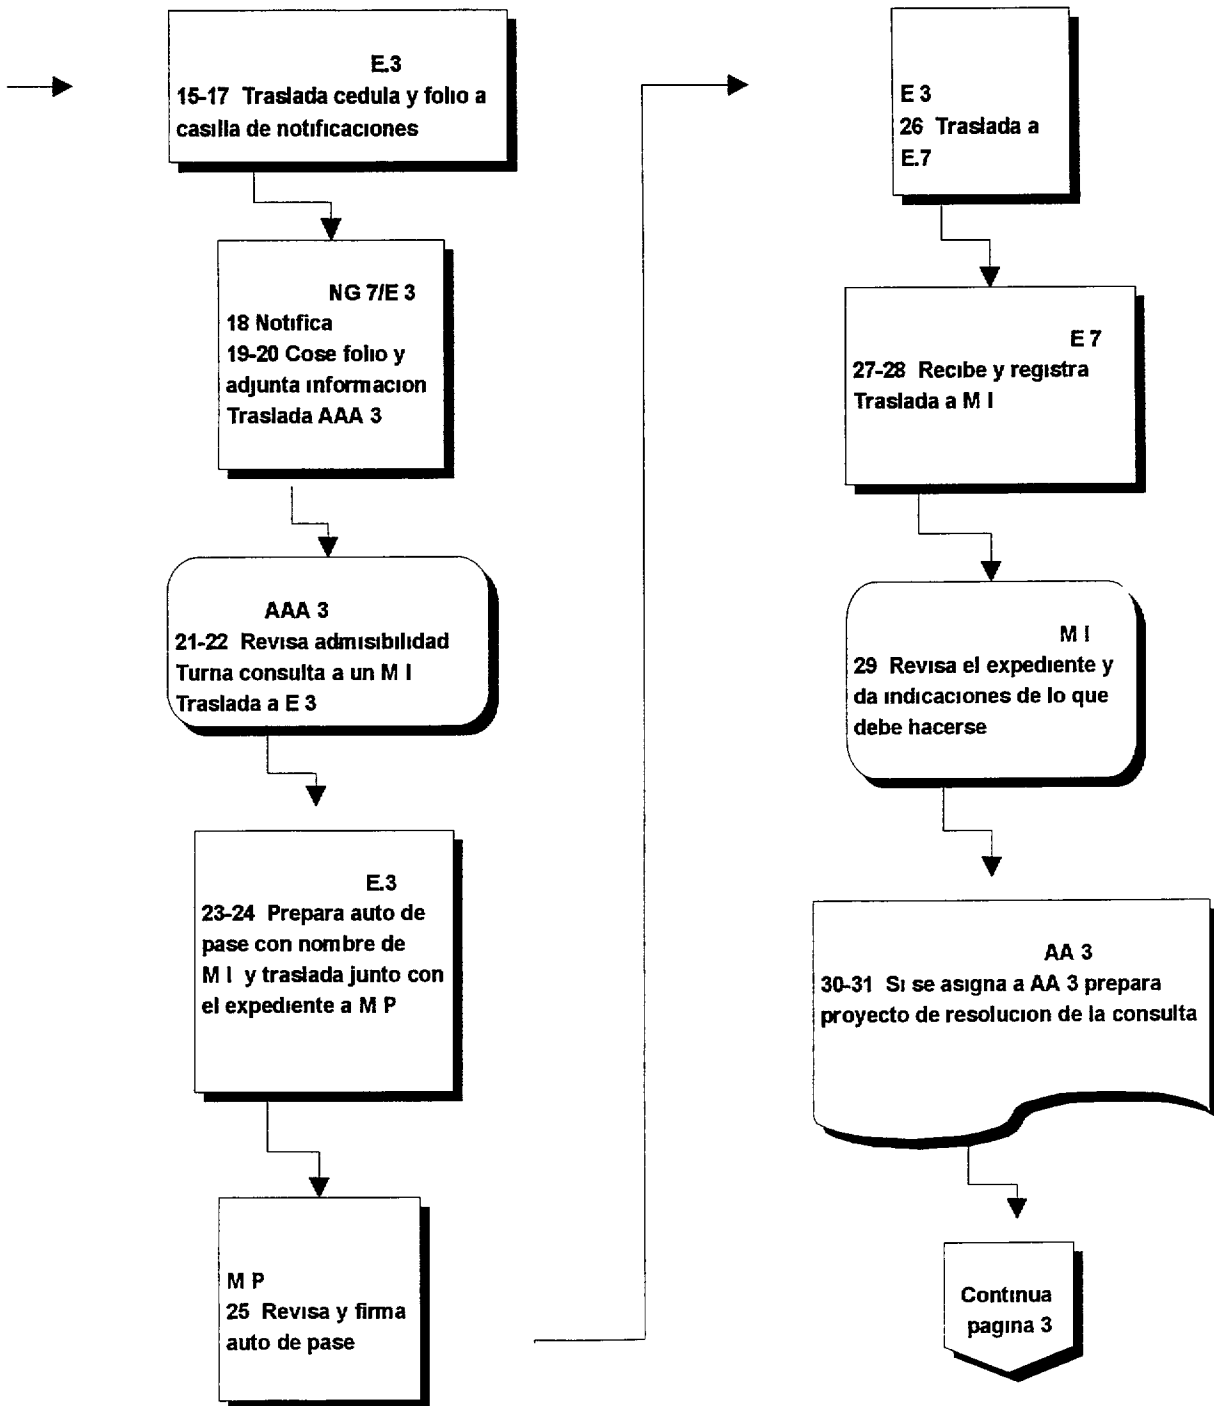 E.3
15-17 Traslada cedula y folio a
casilla de notificaciones
NG 7/E 3
18 Notifica
19-20 Cose folio y
adjunta informacion
Traslada AAA 3
AAA 3
21-22 Revisa admisibilidad
Turna consulta a un M I
Traslada a E 3
E.3
23-24 Prepara auto de
pase con nombre de
M I y traslada junto con
el expediente a M P
M P
25 Revisa y firma
auto de pase
E 3
26 Traslada a
E.7
E 7
27-28 Recibe y registra
Traslada a M I
M I
29 Revisa el expediente y
da indicaciones de lo que
debe hacerse
AA 3
30-31 Si se asigna a AA 3 prepara
proyecto de resolucion de la consulta
Continua
pagina 3